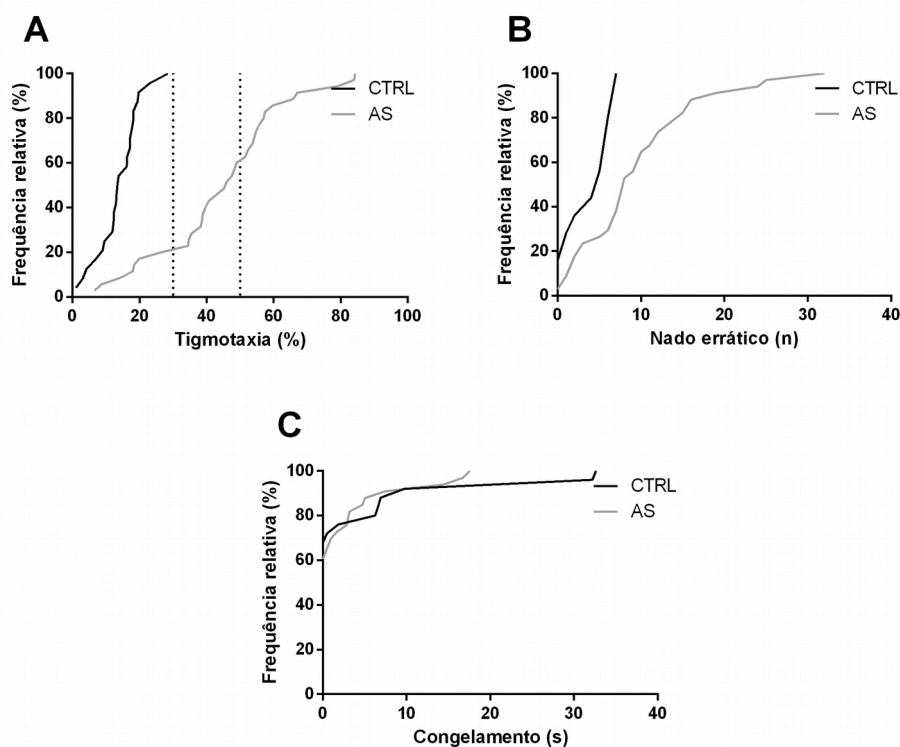 A
Frequência relativa (%)
100
80
60
40
20
0
0 20 40 60 80 100
Tigmotaxia (%)
CTRL
AS
B
Frequência relativa (%)
100
80
60
40
20
0
0 10 20 30 40
Nado errático (n)
CTRL
AS
C
Frequência relativa (%)
100
80
60
40
20
0
0 10 20 30 40
Congelamento (s)
CTRL
AS